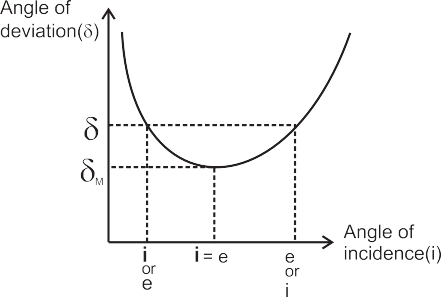 Angle of
deviation(δ)
δ
δM
i
or
e
i = e
e
or
i
Angle of
incidence(i)